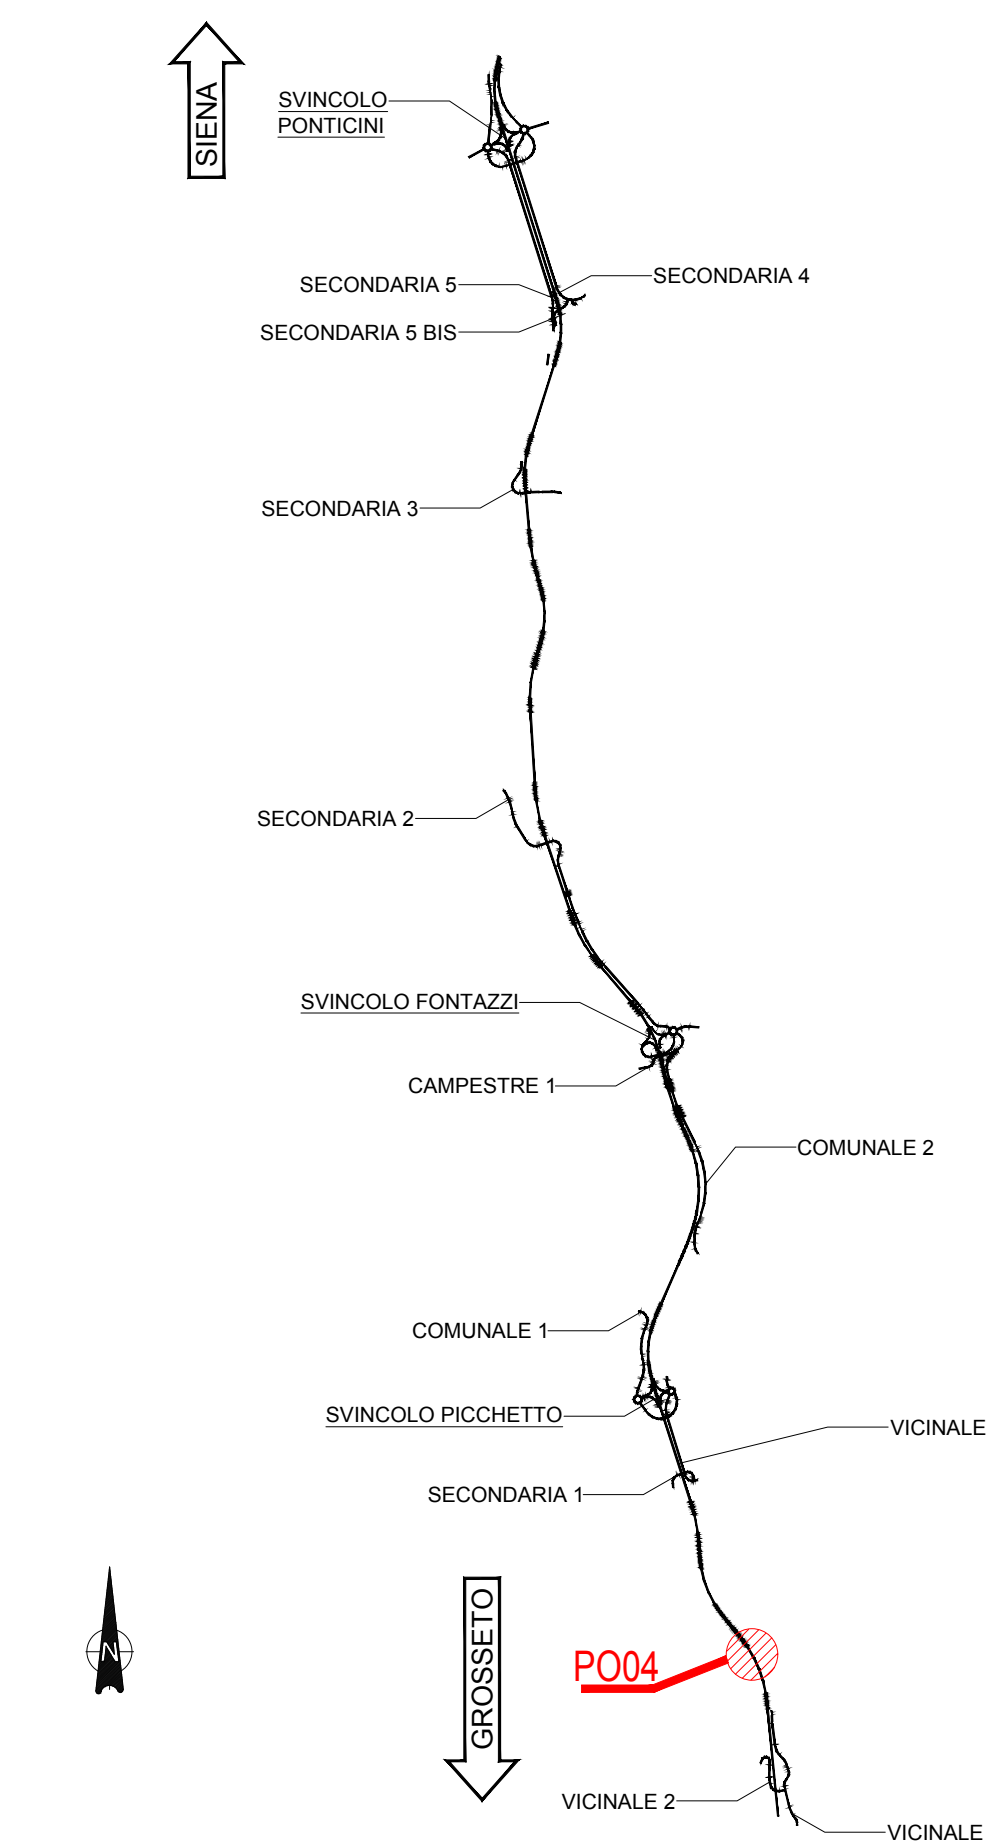 SIENA
SVINCOLO
PONTICINI
SECONDARIA 5
SECONDARIA 4
SECONDARIA 5 BIS
SECONDARIA 3
SECONDARIA 2
SVINCOLO FONTAZZI
CAMPESTRE 1
COMUNALE 2
COMUNALE 1
SVINCOLO PICCHETTO
VICINALE
SECONDARIA 1
GROSSETO
N
PO04
VICINALE 2
VICINALE